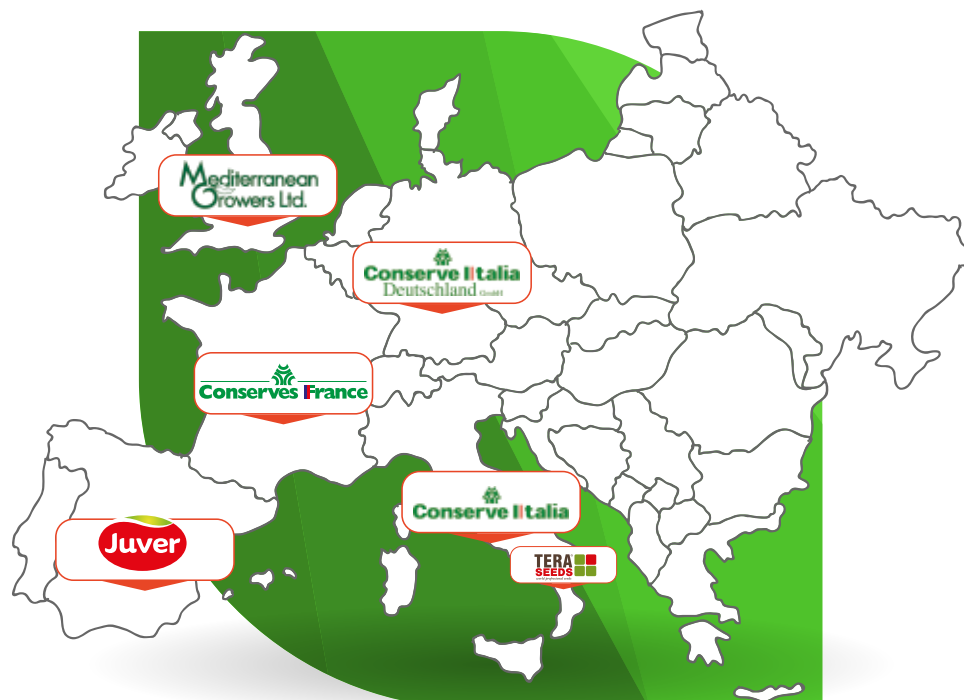 Mediterranean
Growers Ltd.
Conserve Italia
Deutschland GmbH
Conserves France
Conserve Italia
Juver
TERA
SEEDS